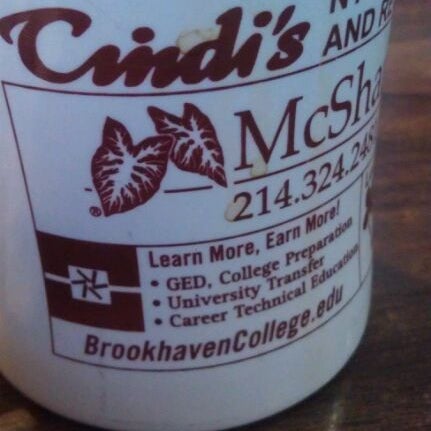 Cindi's
AND
McSha
214.324.248
®
Learn More, Earn More!
• GED, College Preparation
• University Transfer
• Career Technical Education
BrookhavenCollege.edu